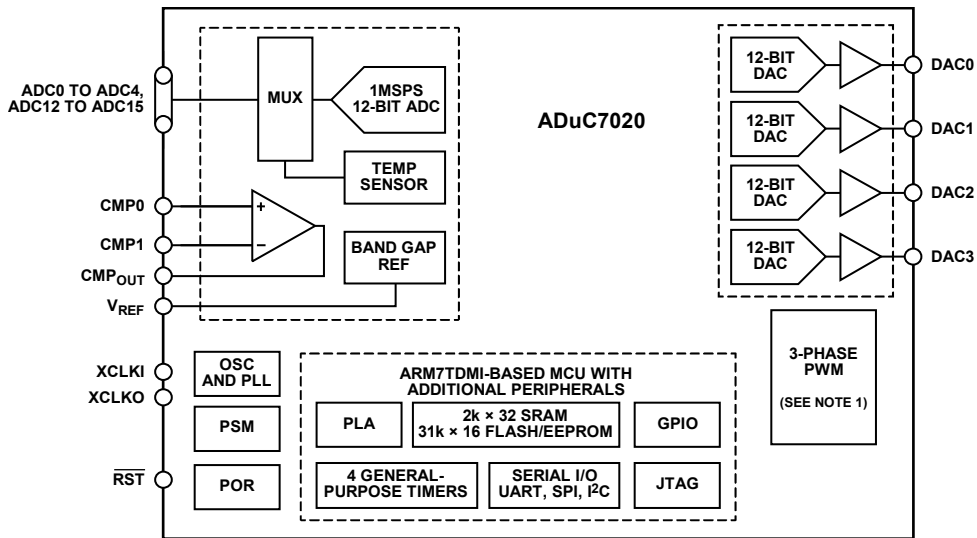 ADuC7020
ADC0 TO ADC4,
ADC12 TO ADC15
MUX
1MSPS
12-BIT ADC
TEMP
SENSOR
CMP0
+
CMP1
−
CMPOUT
VREF
BAND GAP
REF
12-BIT
DAC
DAC0
12-BIT
DAC
DAC1
12-BIT
DAC
DAC2
12-BIT
DAC
DAC3
3-PHASE
PWM
(SEE NOTE 1)
XCLKI
XCLKO
OSC
AND PLL
PSM
RST
POR
ARM7TDMI-BASED MCU WITH
ADDITIONAL PERIPHERALS
PLA
2k × 32 SRAM
31k × 16 FLASH/EEPROM
GPIO
4 GENERAL-
PURPOSE TIMERS
SERIAL I/O
UART, SPI, I²C
JTAG